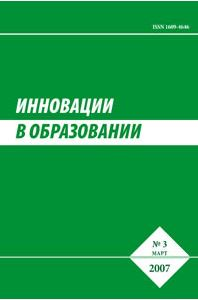 ISSN 1609-4646
ИННОВАЦИИ
В ОБРАЗОВАНИИ
№ 3
МАРТ
2007